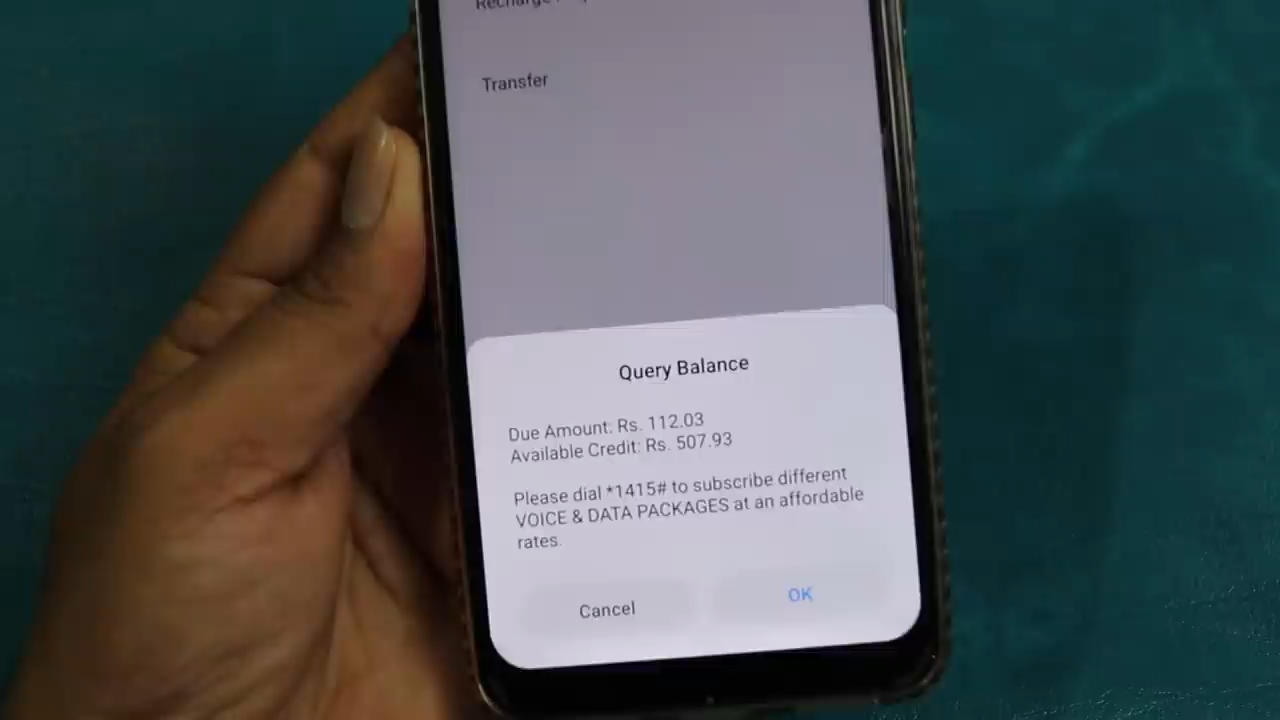 Recharge
Transfer
Query Balance
Due Amount: Rs. 112.03
Available Credit: Rs. 507.93
Please dial *1415# to subscribe different
VOICE & DATA PACKAGES at an affordable
rates.
Cancel
OK